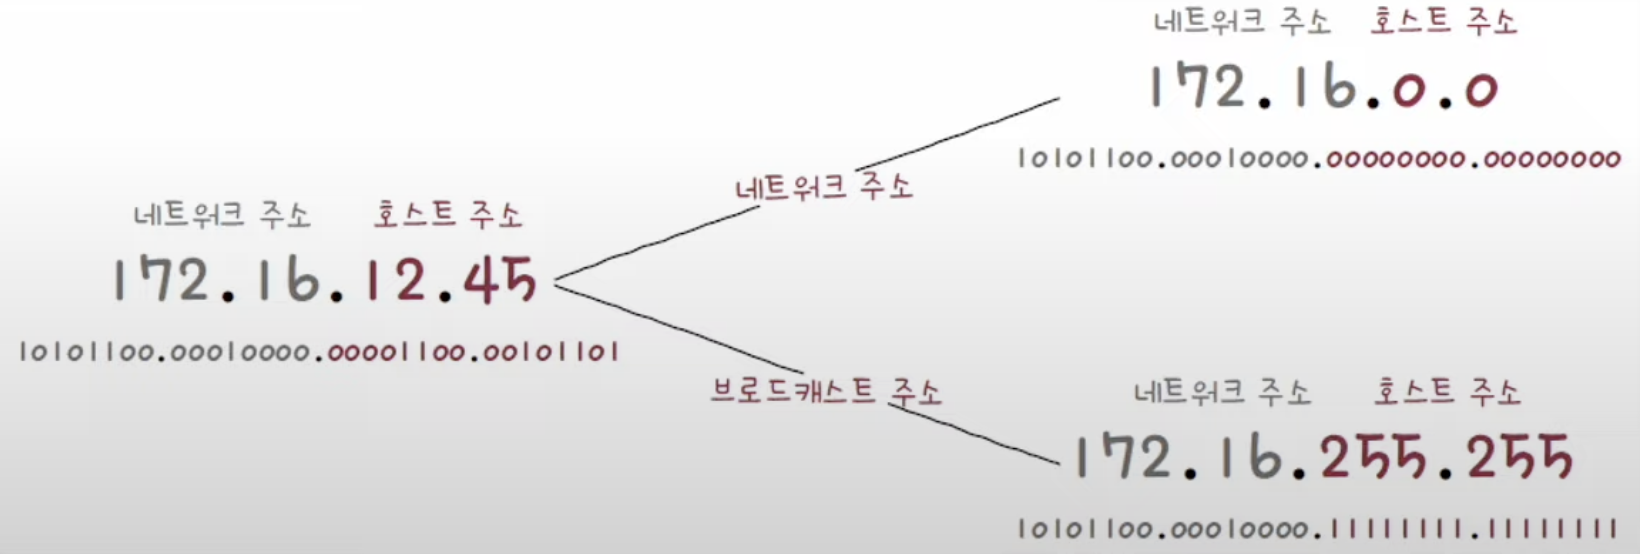 네트워크 주소 호스트 주소
172.16.0.0
10101100.00010000.00000000.00000000
네트워크 주소
네트워크 주소 호스트 주소
172.16.12.45
10101100.00010000.00001100.00101101
브로드캐스트 주소
네트워크 주소 호스트 주소
172.16.255.255
10101100.00010000.11111111.11111111